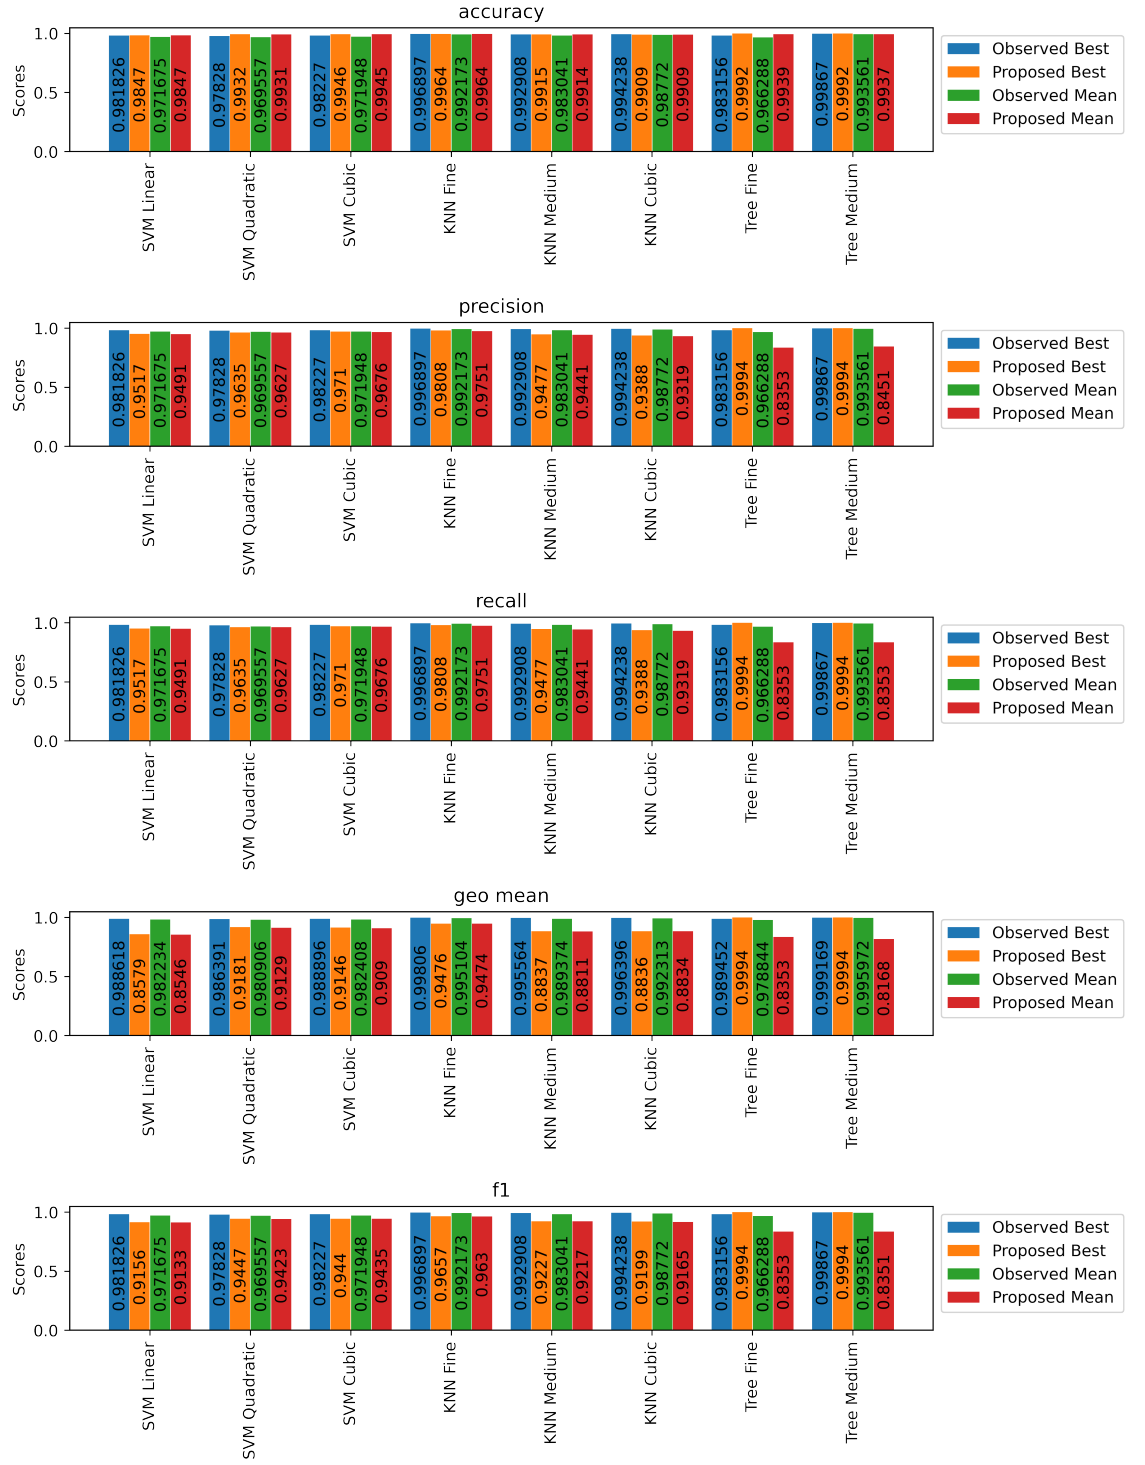 accuracy
Scores
1.0
0.5
0.0
0.981826
0.9847
0.971675
0.9847
0.97828
0.9932
0.969557
0.9931
0.98227
0.9946
0.971948
0.9945
0.996897
0.9964
0.992173
0.9964
0.992908
0.9915
0.983041
0.9914
0.994238
0.9909
0.98772
0.9909
0.983156
0.9992
0.966288
0.9939
0.99867
0.9992
0.993561
0.9937
SVM Linear
SVM Quadratic
SVM Cubic
KNN Fine
KNN Medium
KNN Cubic
Tree Fine
Tree Medium
Observed Best
Proposed Best
Observed Mean
Proposed Mean
precision
Scores
1.0
0.5
0.0
0.981826
0.9517
0.971675
0.9491
0.97828
0.9635
0.969557
0.9627
0.98227
0.971
0.971948
0.9676
0.996897
0.9808
0.992173
0.9751
0.992908
0.9477
0.983041
0.9441
0.994238
0.9388
0.98772
0.9319
0.983156
0.9994
0.966288
0.8353
0.99867
0.9994
0.993561
0.8451
SVM Linear
SVM Quadratic
SVM Cubic
KNN Fine
KNN Medium
KNN Cubic
Tree Fine
Tree Medium
Observed Best
Proposed Best
Observed Mean
Proposed Mean
recall
Scores
1.0
0.5
0.0
0.981826
0.9517
0.971675
0.9491
0.97828
0.9635
0.969557
0.9627
0.98227
0.971
0.971948
0.9676
0.996897
0.9808
0.992173
0.9751
0.992908
0.9477
0.983041
0.9441
0.994238
0.9388
0.98772
0.9319
0.983156
0.9994
0.966288
0.8353
0.99867
0.9994
0.993561
0.8353
SVM Linear
SVM Quadratic
SVM Cubic
KNN Fine
KNN Medium
KNN Cubic
Tree Fine
Tree Medium
Observed Best
Proposed Best
Observed Mean
Proposed Mean
geo mean
Scores
1.0
0.5
0.0
0.988618
0.8579
0.982234
0.8546
0.986391
0.9181
0.980906
0.9129
0.988896
0.9146
0.982408
0.909
0.99806
0.9476
0.995104
0.9474
0.995564
0.8837
0.989374
0.8811
0.996396
0.8836
0.992313
0.8834
0.989452
0.9994
0.978844
0.8353
0.999169
0.9994
0.995972
0.8168
SVM Linear
SVM Quadratic
SVM Cubic
KNN Fine
KNN Medium
KNN Cubic
Tree Fine
Tree Medium
Observed Best
Proposed Best
Observed Mean
Proposed Mean
f1
Scores
1.0
0.5
0.0
0.981826
0.9156
0.971675
0.9133
0.97828
0.9447
0.969557
0.9423
0.98227
0.944
0.971948
0.9435
0.996897
0.9657
0.992173
0.963
0.992908
0.9227
0.983041
0.9217
0.994238
0.9199
0.98772
0.9165
0.983156
0.9994
0.966288
0.8353
0.99867
0.9994
0.993561
0.8351
SVM Linear
SVM Quadratic
SVM Cubic
KNN Fine
KNN Medium
KNN Cubic
Tree Fine
Tree Medium
Observed Best
Proposed Best
Observed Mean
Proposed Mean